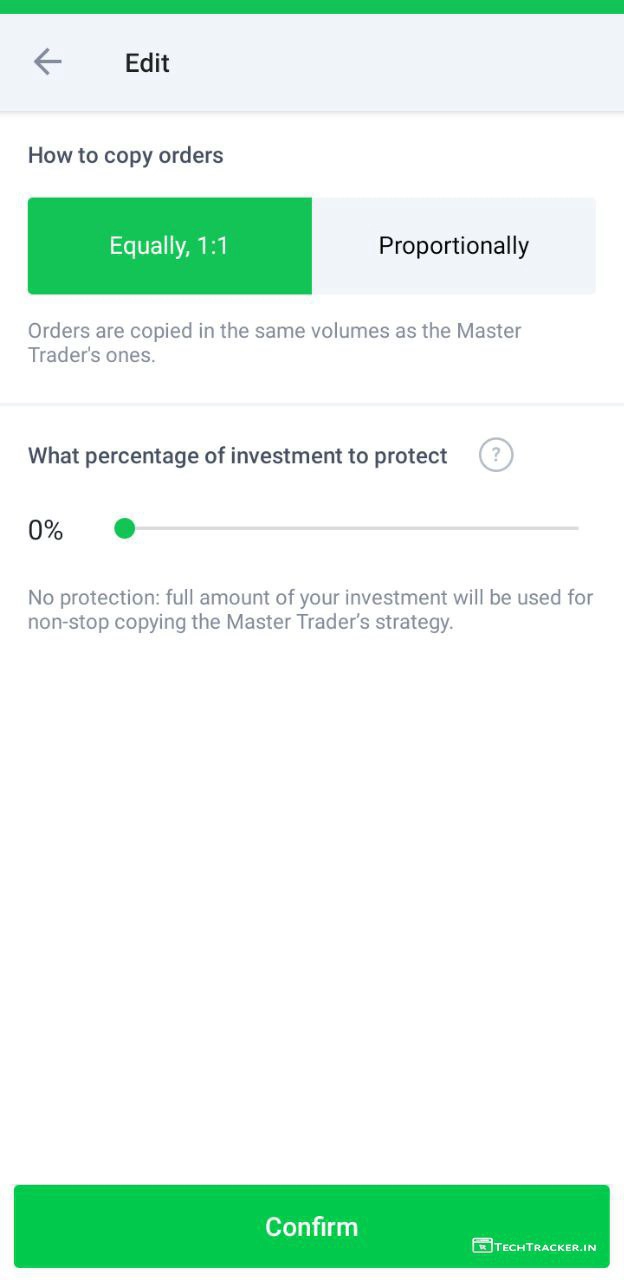 Edit
How to copy orders
Equally, 1:1
Proportionally
Orders are copied in the same volumes as the Master
Trader's ones.
What percentage of investment to protect
?
0%
No protection: full amount of your investment will be used for
non-stop copying the Master Trader’s strategy.
Confirm
TECHTRACKER.IN